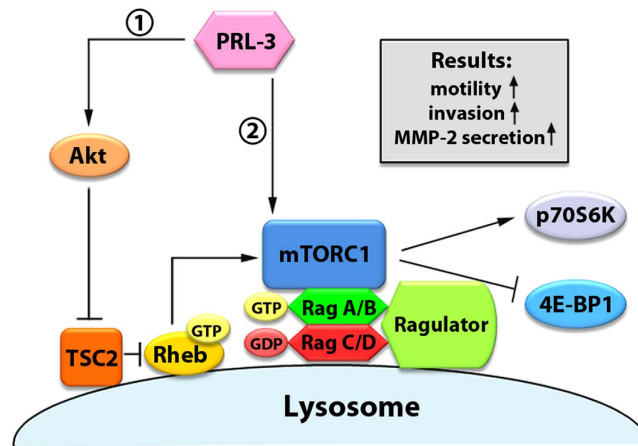 ①
PRL-3
Results:
motility ↑
invasion ↑
MMP-2 secretion ↑
②
Akt
p70S6K
mTORC1
GTP
Rag A/B
4E-BP1
GTP
Ragulator
TSC2
Rheb
GDP
Rag C/D
Lysosome